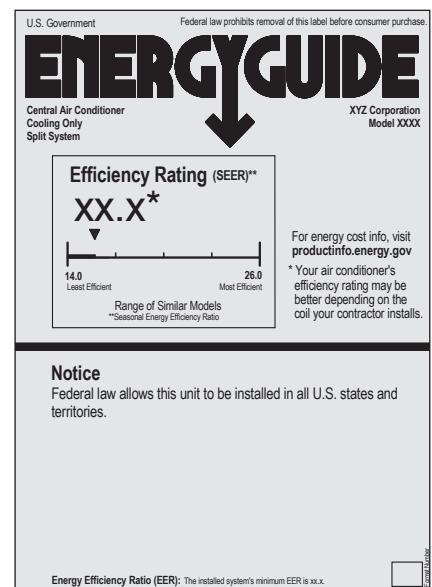 U.S. Government
Federal law prohibits removal of this label before consumer purchase.
ENERGYGUIDE
Central Air Conditioner
Cooling Only
Split System
XYZ Corporation
Model XXXX
Efficiency Rating (SEER)**
XX.X*
14.0
Least Efficient
26.0
Most Efficient
Range of Similar Models
**Seasonal Energy Efficiency Ratio
For energy cost info, visit
productinfo.energy.gov
* Your air conditioner's
efficiency rating may be
better depending on the
coil your contractor installs.
Notice
Federal law allows this unit to be installed in all U.S. states and
territories.
Energy Efficiency Ratio (EER): The installed system's minimum EER is xx.x.